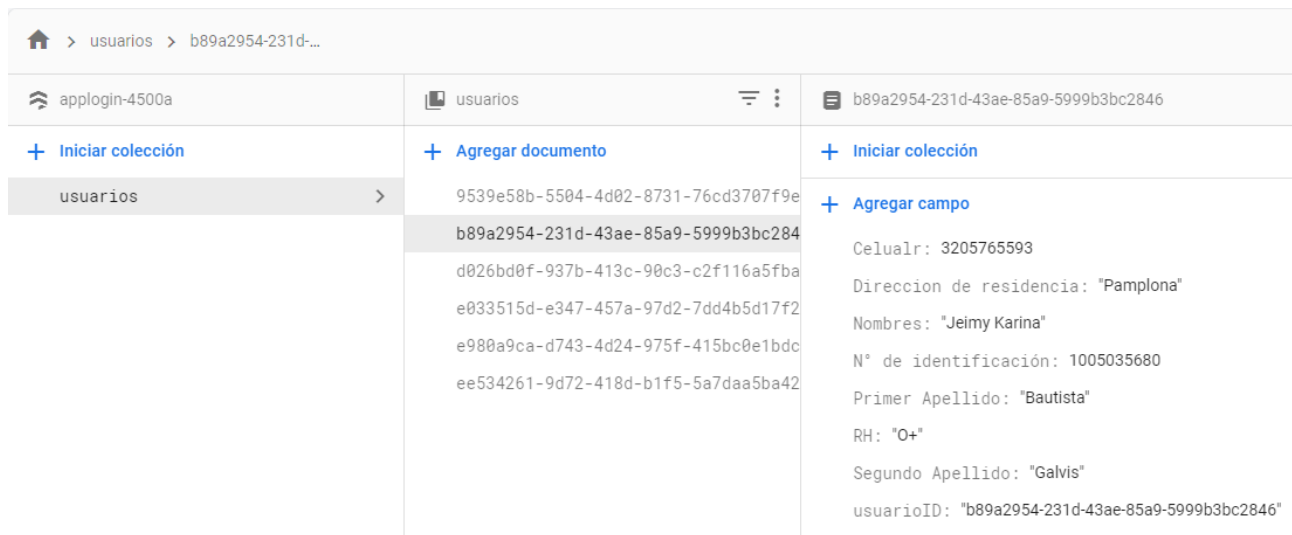 usuarios > b89a2954-231d-...
applogin-4500a
+ Iniciar colección
usuarios >
usuarios
+ Agregar documento
9539e58b-5504-4d02-8731-76cd3707f9e
b89a2954-231d-43ae-85a9-5999b3bc284
d026bd0f-937b-413c-90c3-c2f116a5fba
e033515d-e347-457a-97d2-7dd4b5d17f2
e980a9ca-d743-4d24-975f-415bc0e1bdc
ee534261-9d72-418d-b1f5-5a7daa5ba42
b89a2954-231d-43ae-85a9-5999b3bc2846
+ Iniciar colección
+ Agregar campo
Celualr: 3205765593
Direccion de residencia: "Pamplona"
Nombres: "Jeimy Karina"
N° de identificación: 1005035680
Primer Apellido: "Bautista"
RH: "O+"
Segundo Apellido: "Galvis"
usuarioID: "b89a2954-231d-43ae-85a9-5999b3bc2846"